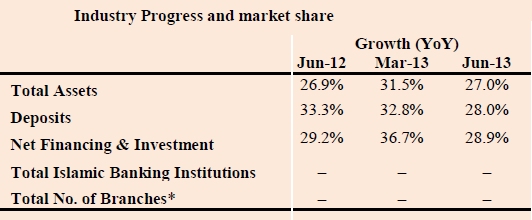 Industry Progress and market share
Growth (YoY)
Jun-12 Mar-13 Jun-13
Total Assets 26.9% 31.5% 27.0%
Deposits 33.3% 32.8% 28.0%
Net Financing & Investment 29.2% 36.7% 28.9%
Total Islamic Banking Institutions – – –
Total No. of Branches* – – –